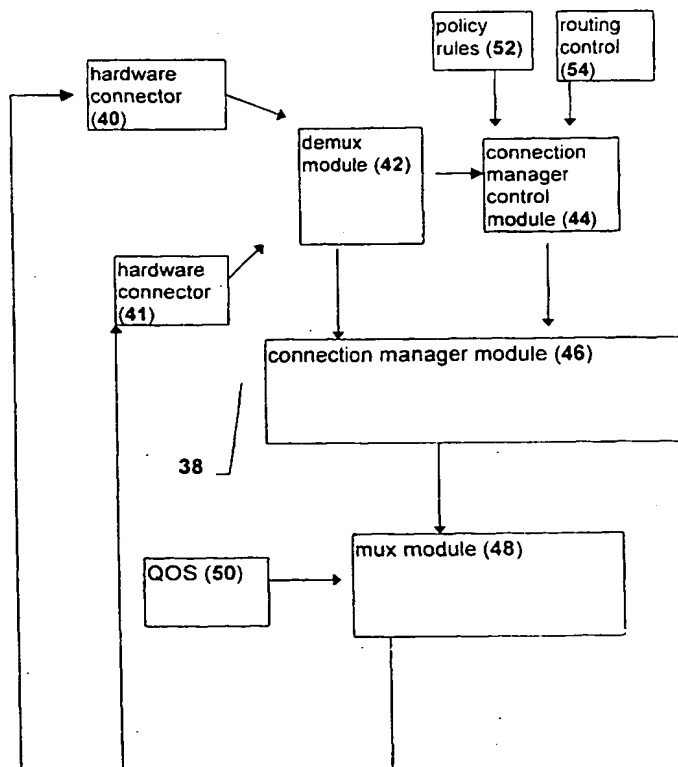 policy
rules (52)
routing
control
(54)
hardware
connector
(40)
demux
module (42)
connection
manager
control
module (44)
hardware
connector
(41)
connection manager module (46)
38
QOS (50)
mux module (48)